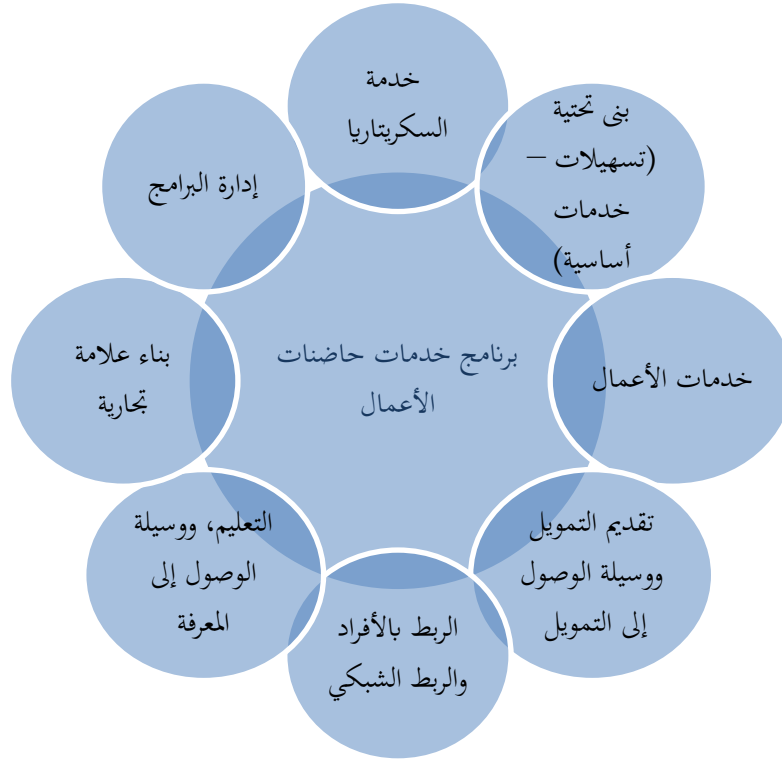 خدمة
السكريتاريا
بنى تحتية
(تسهيلات –
خدمات
أساسية)
إدارة البرامج
برنامج خدمات حاضنات
الأعمال
خدمات الأعمال
بناء علامة
تجارية
تقديم التمويل
ووسيلة الوصول
إلى التمويل
التعليم، ووسيلة
الوصول إلى
المعرفة
الربط بالأفراد
والربط الشبكي